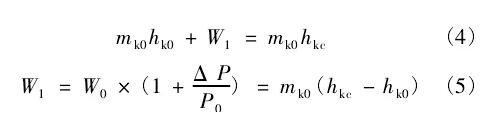 m_{k0} h_{k0} + W_1 = m_{k0} h_{kc} (4)
W_1 = W_0 × (1 + \frac{Δ P}{P_0}) = m_{k0} (h_{kc} − h_{k0}) (5)